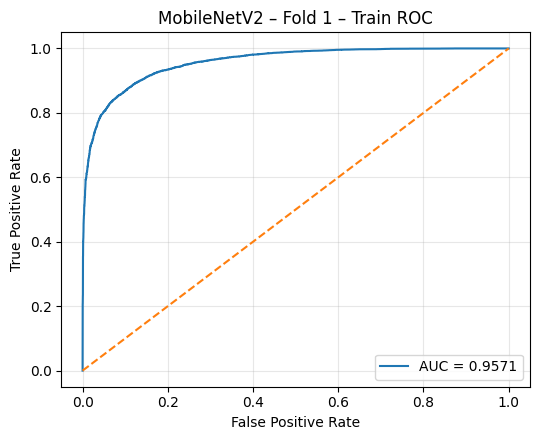 MobileNetV2 – Fold 1 – Train ROC
1.0
0.8
0.6
0.4
0.2
0.0
True Positive Rate
AUC = 0.9571
0.0 0.2 0.4 0.6 0.8 1.0
False Positive Rate